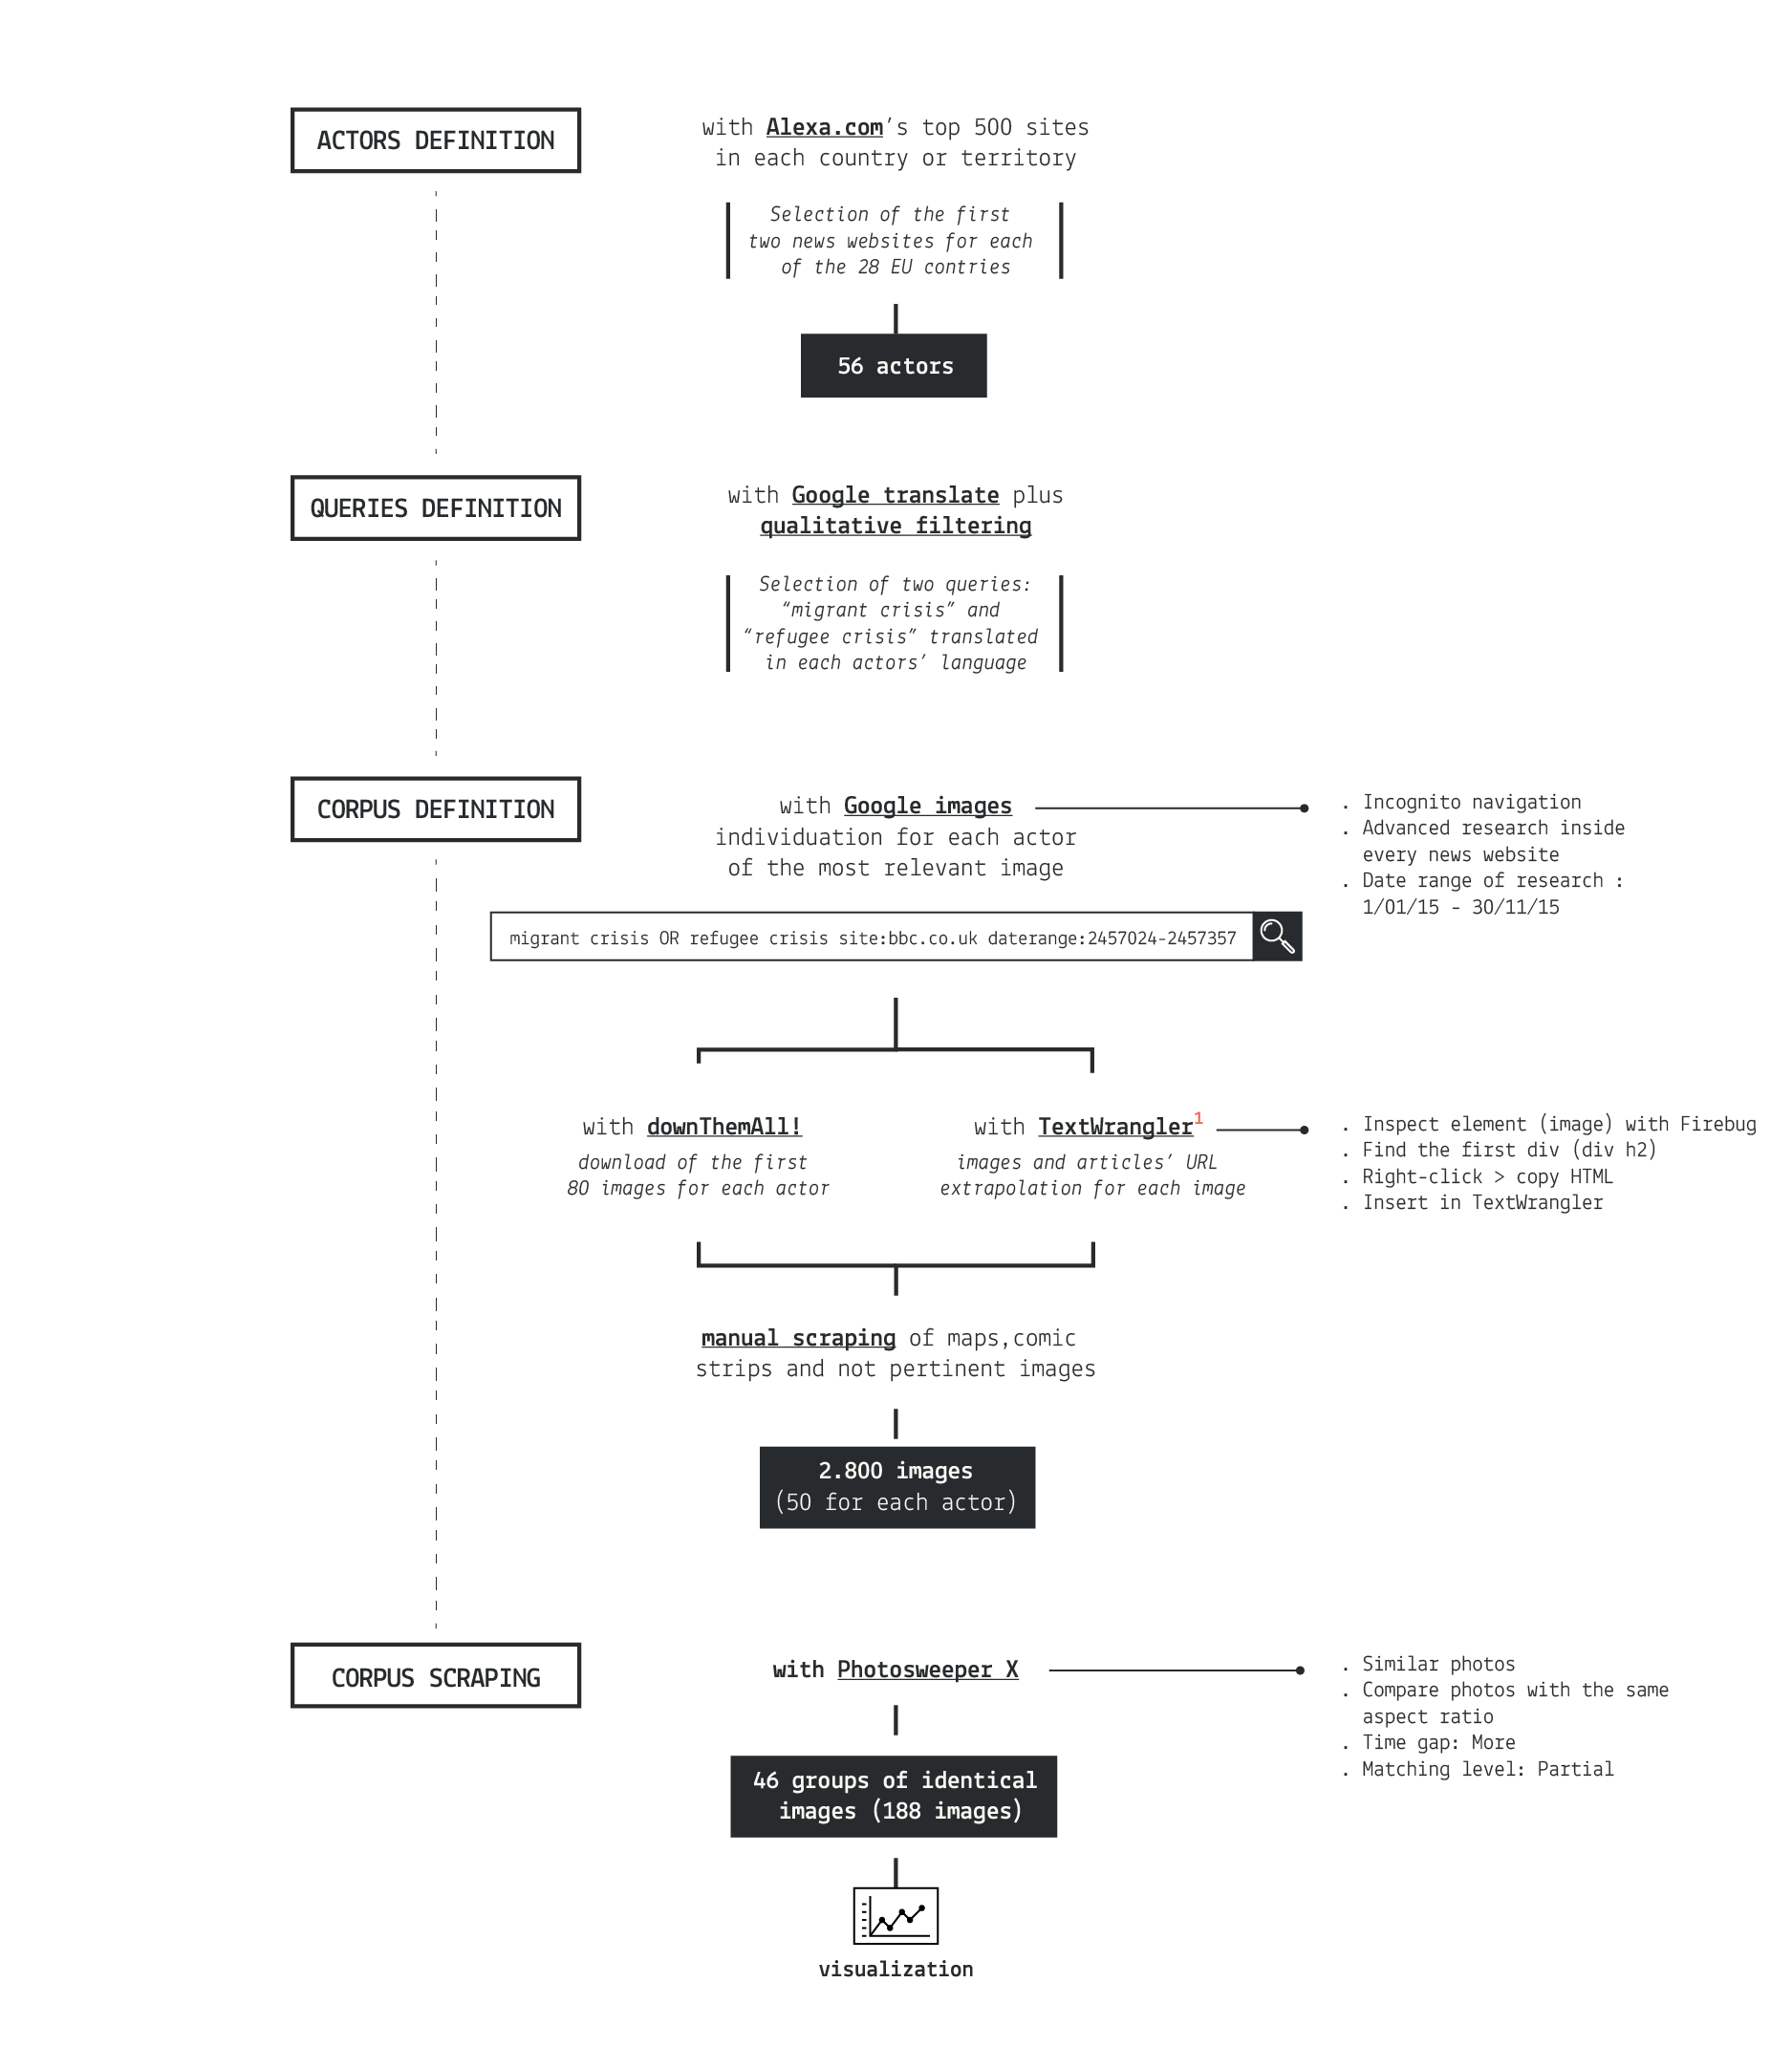 ACTORS DEFINITION
with Alexa.com’s top 500 sites
in each country or territory
Selection of the first
two news websites for each
of the 28 EU contries
56 actors
QUERIES DEFINITION
with Google translate plus
qualitative filtering
Selection of two queries:
“migrant crisis” and
“refugee crisis” translated
in each actors’ language
CORPUS DEFINITION
with Google images
individuation for each actor
of the most relevant image
. Incognito navigation
. Advanced research inside
every news website
. Date range of research :
1/01/15 - 30/11/15
migrant crisis OR refugee crisis site:bbc.co.uk daterange:2457024-2457357
with downThemAll!
download of the first
80 images for each actor
with TextWrangler1
images and articles’ URL
extrapolation for each image
. Inspect element (image) with Firebug
. Find the first div (div h2)
. Right-click > copy HTML
. Insert in TextWrangler
manual scraping of maps,comic
strips and not pertinent images
2.800 images
(50 for each actor)
CORPUS SCRAPING
with Photosweeper X
. Similar photos
. Compare photos with the same
aspect ratio
. Time gap: More
. Matching level: Partial
46 groups of identical
images (188 images)
visualization